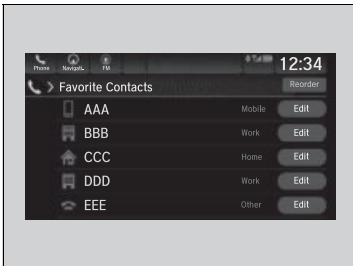 Phone Navigat.. FM 12:34
Favorite Contacts Reorder
AAA Mobile Edit
BBB Work Edit
CCC Home Edit
DDD Work Edit
EEE Other Edit